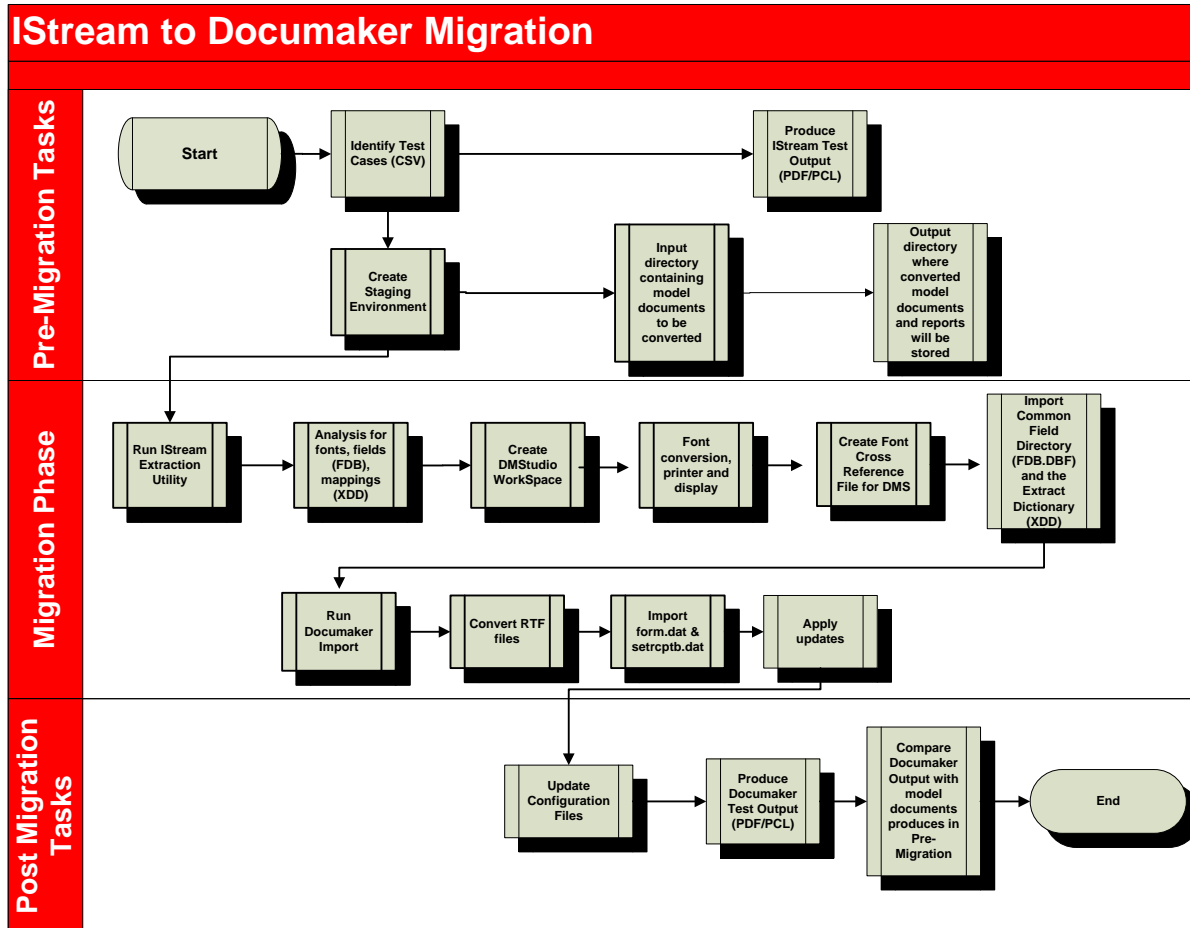 IStream to Documaker Migration
Pre-Migration Tasks
Start
Identify Test
Cases (CSV)
Produce
IStream Test
Output
(PDF/PCL)
Create
Staging
Environment
Input
directory
containing
model
documents
to be
converted
Output
directory
where
converted
model
documents
and reports
will be
stored
Migration Phase
Run IStream
Extraction
Utility
Analysis for
fonts, fields
(FDB),
mappings
(XDD)
Create
DMStudio
WorkSpace
Font
conversion,
printer and
display
Create Font
Cross
Reference
File for DMS
Import
Common
Field
Directory
(FDB.DBF)
and the
Extract
Dictionary
(XDD)
Run
Documaker
Import
Convert RTF
files
Import
form.dat &
setrcptb.dat
Apply
updates
Post Migration
Tasks
Update
Configuration
Files
Produce
Documaker
Test Output
(PDF/PCL)
Compare
Documaker
Output with
model
documents
produces in
Pre-
Migration
End